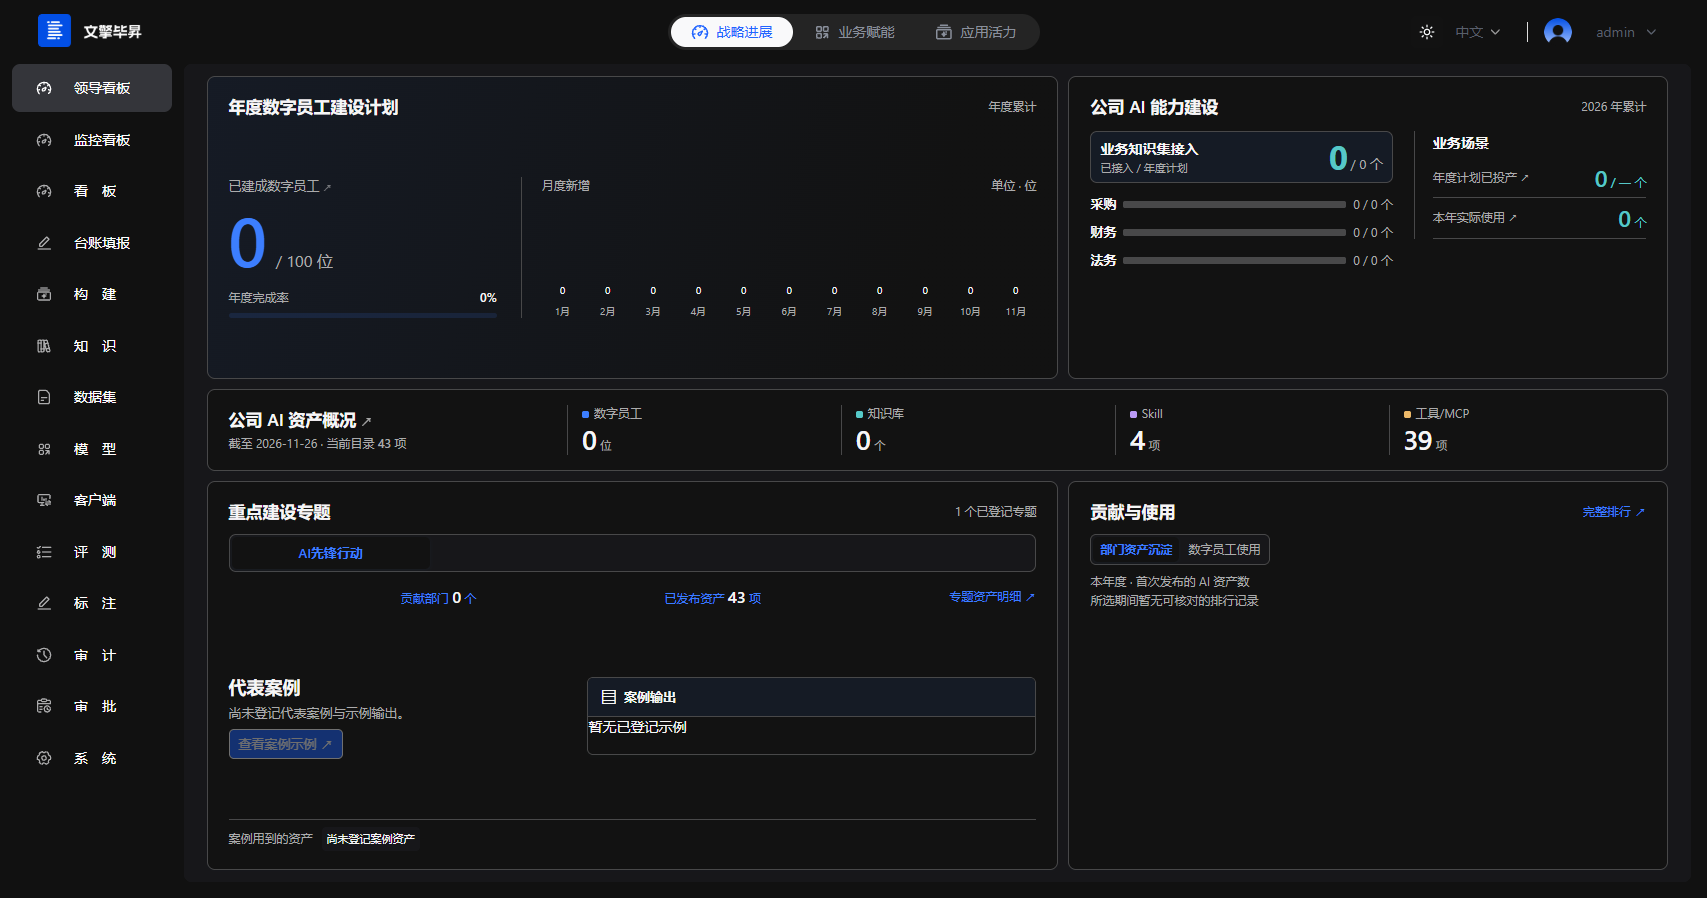 文擎毕昇
战略进展
业务赋能
应用活力
中文
admin
领导看板
监控看板
看 板
台账填报
构 建
知 识
数据集
模 型
客户端
评 测
标 注
审 计
审 批
系 统
年度数字员工建设计划
年度累计
已建成数字员工 ↗
0 / 100 位
年度完成率 0%
月度新增
单位 · 位
0 0 0 0 0 0 0 0 0 0 0
1月 2月 3月 4月 5月 6月 7月 8月 9月 10月 11月
公司 AI 能力建设
2026 年累计
业务知识集接入
已接入 / 年度计划
0 / 0 个
采购 0 / 0 个
财务 0 / 0 个
法务 0 / 0 个
业务场景
年度计划已投产 ↗ 0 / — 个
本年实际使用 ↗ 0 个
公司 AI 资产概况 ↗
截至 2026-11-26 · 当前目录 43 项
数字员工
0 位
知识库
0 个
Skill
4 项
工具/MCP
39 项
重点建设专题
1 个已登记专题
AI先锋行动
贡献部门 0 个
已发布资产 43 项
专题资产明细 ↗
代表案例
尚未登记代表案例与示例输出。
查看案例示例 ↗
案例输出
暂无已登记示例
案例用到的资产
尚未登记案例资产
贡献与使用
完整排行 ↗
部门资产沉淀
数字员工使用
本年度 · 首次发布的 AI 资产数
所选期间暂无可核对的排行记录